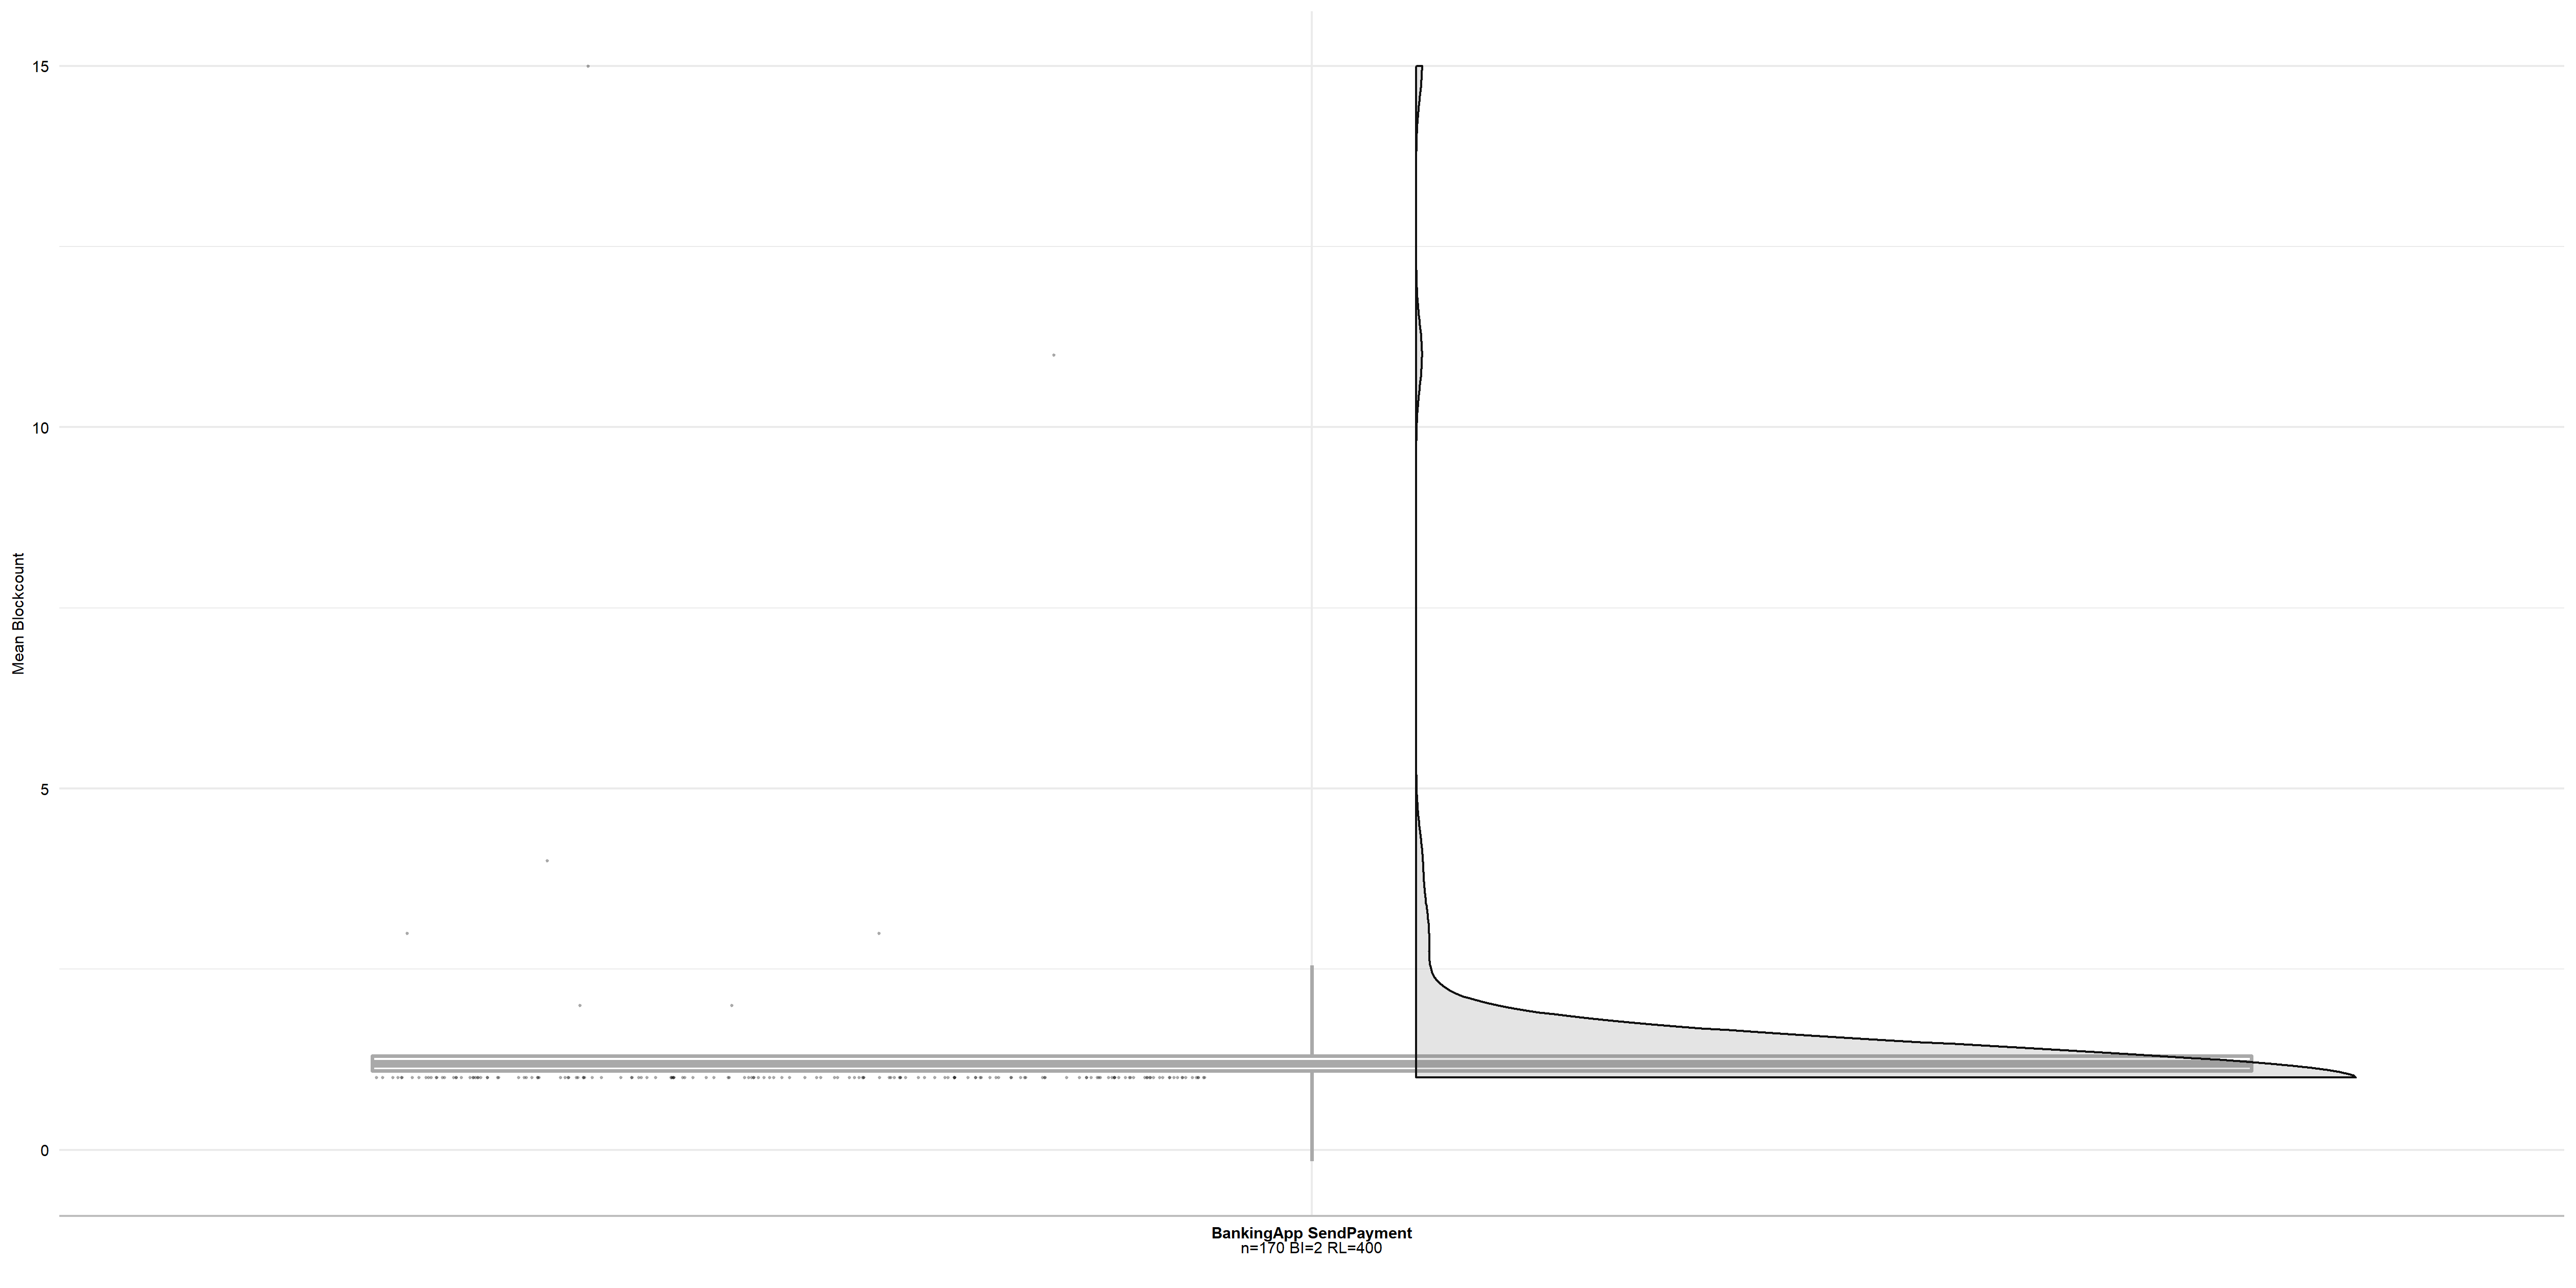 15
10
5
0
Mean Blockcount
BankingApp SendPayment
n=170 BI=2 RL=400